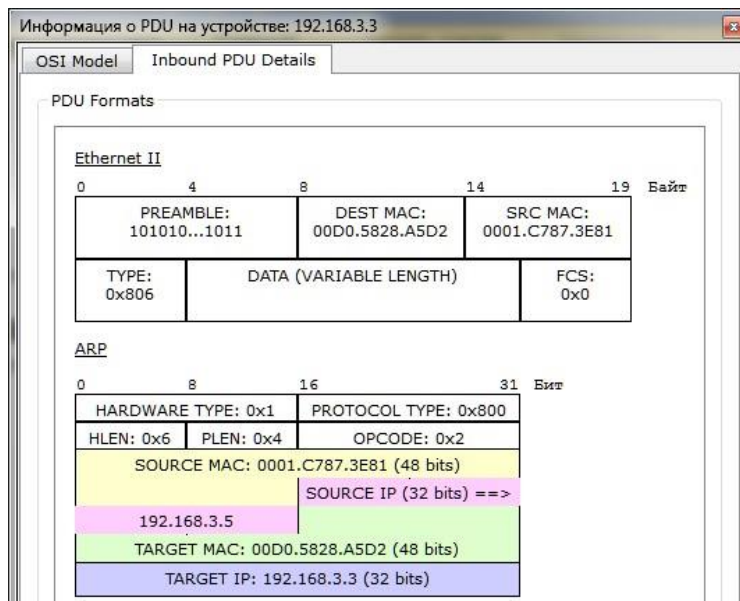 Информация о PDU на устройстве: 192.168.3.3
OSI Model Inbound PDU Details
PDU Formats
Ethernet II
0 4 8 14 19 Байт
PREAMBLE: DEST MAC: SRC MAC:
101010...1011 00D0.5828.A5D2 0001.C787.3E81
TYPE: DATA (VARIABLE LENGTH) FCS:
0x806 0x0
ARP
0 8 16 31 Бит
HARDWARE TYPE: 0x1 PROTOCOL TYPE: 0x800
HLEN: 0x6 PLEN: 0x4 OPCODE: 0x2
SOURCE MAC: 0001.C787.3E81 (48 bits)
SOURCE IP (32 bits) ==>
192.168.3.5
TARGET MAC: 00D0.5828.A5D2 (48 bits)
TARGET IP: 192.168.3.3 (32 bits)